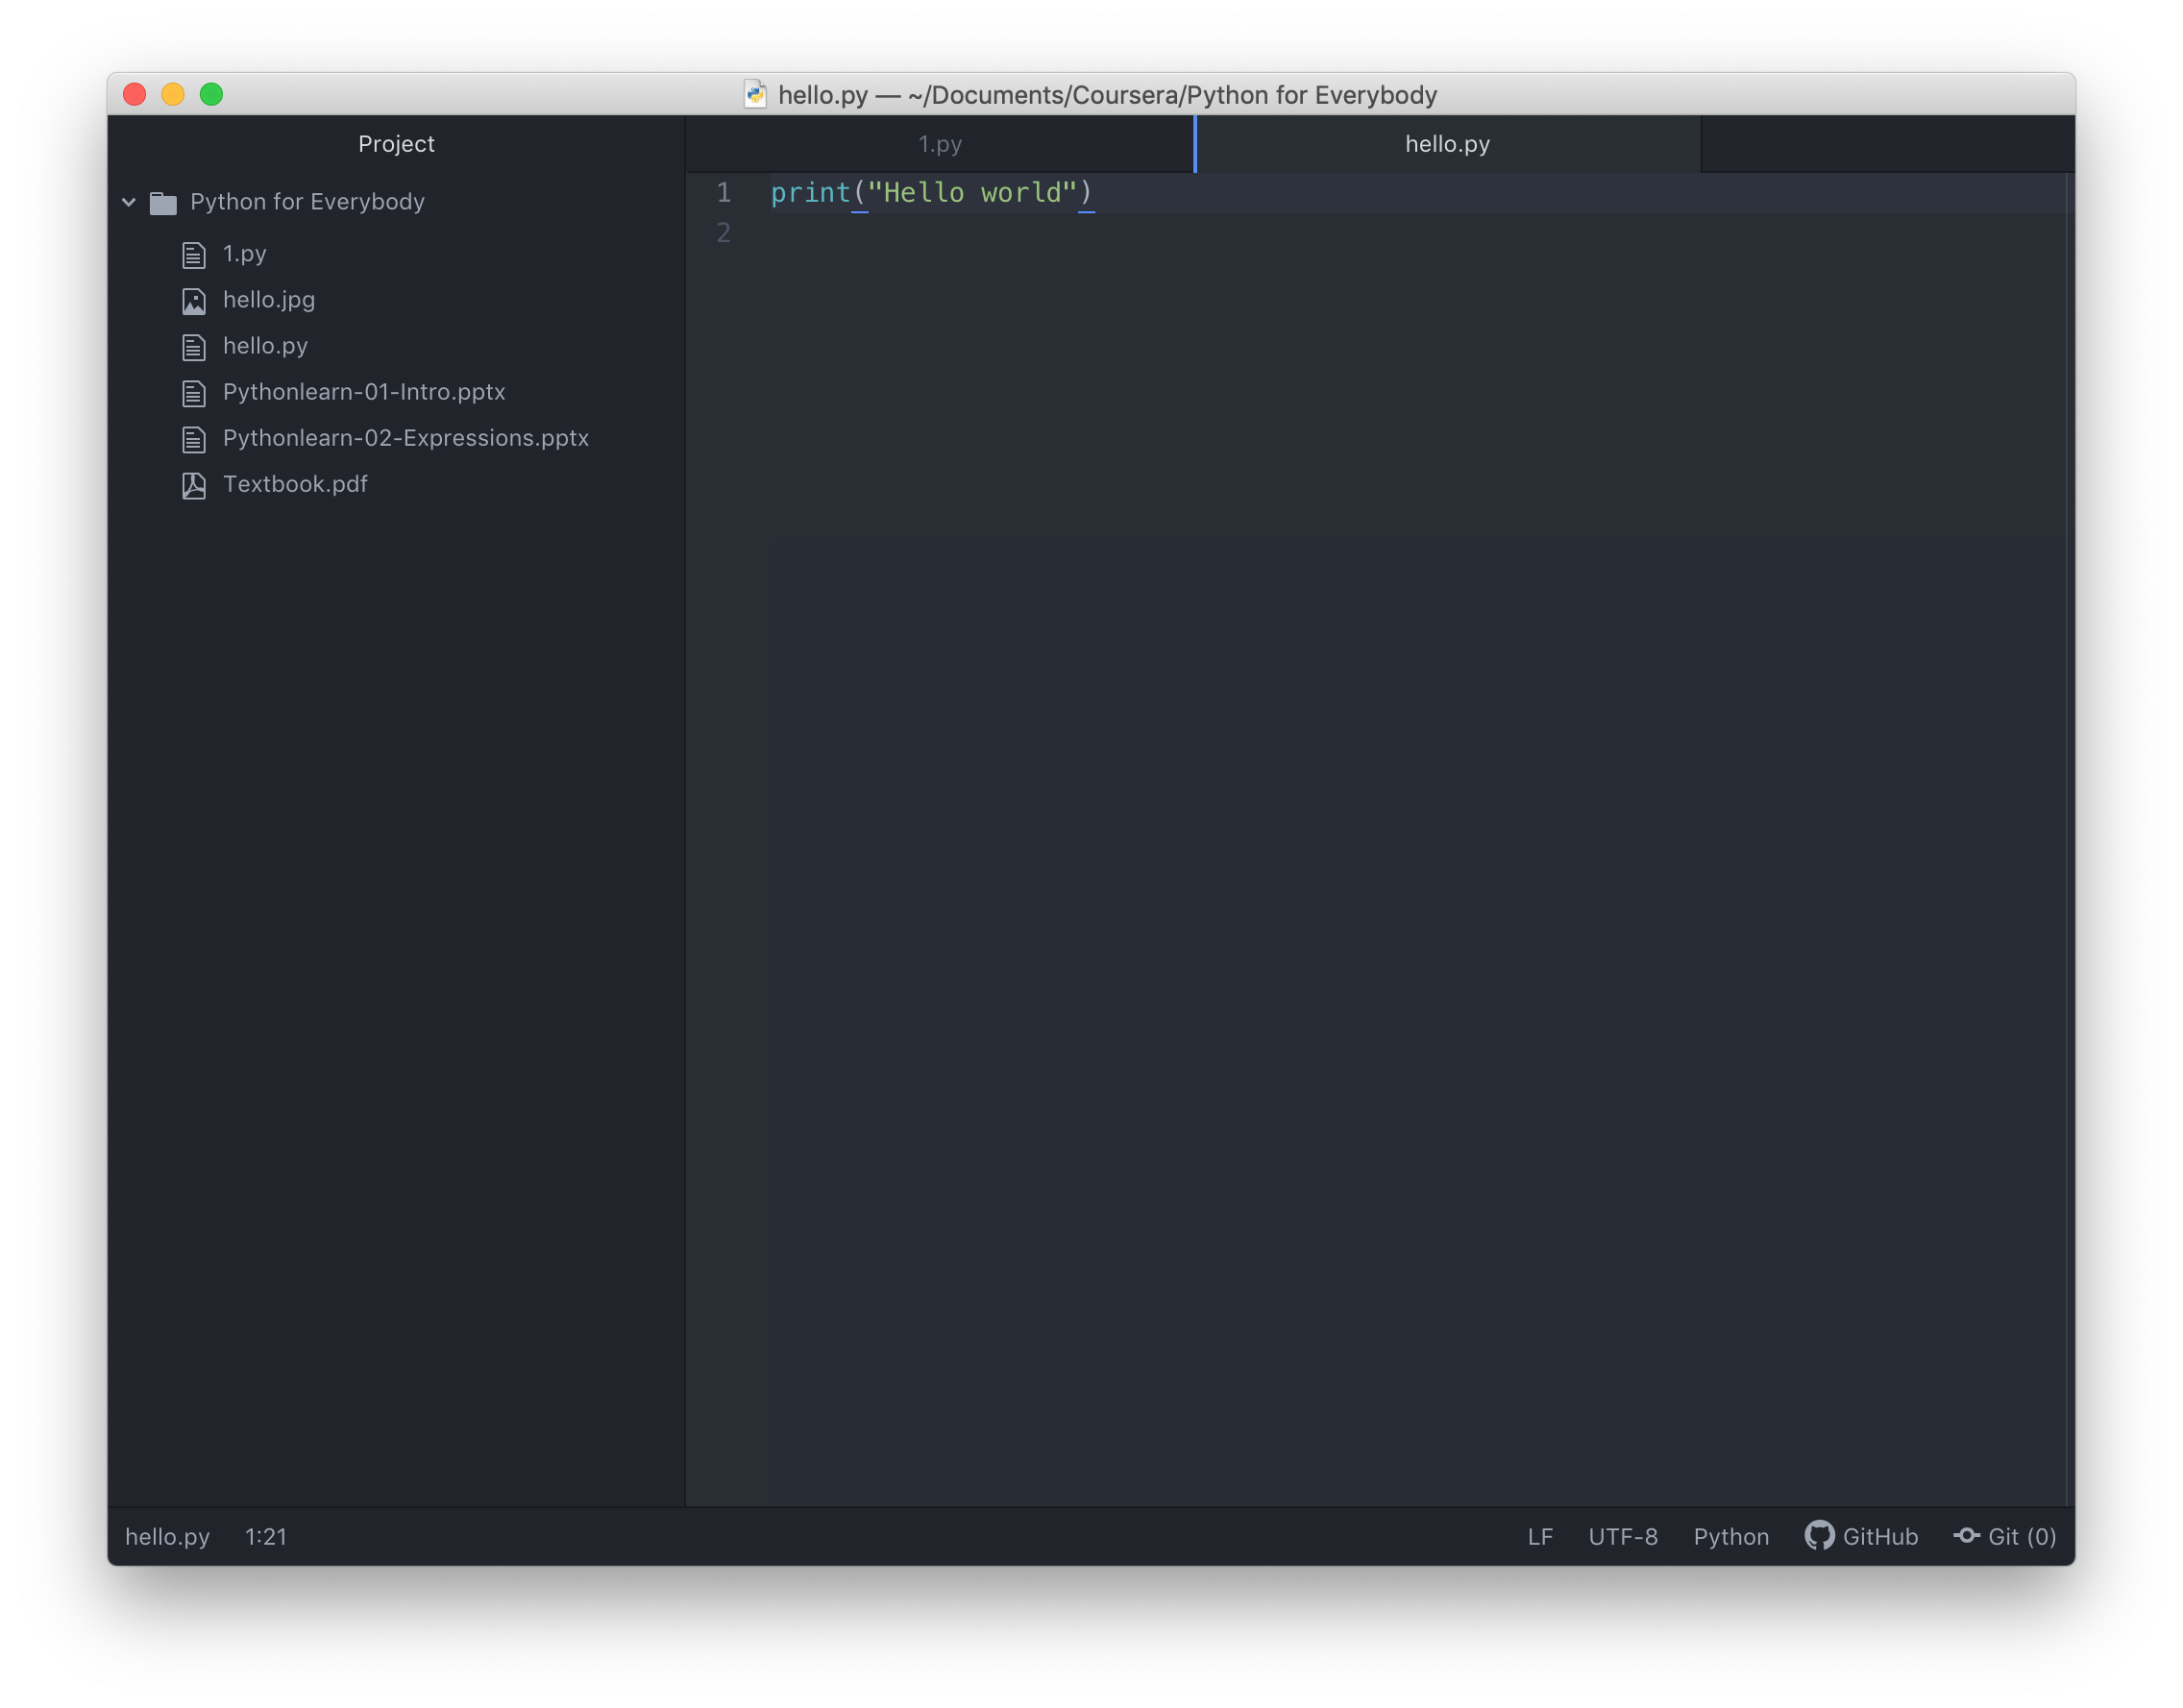 hello.py — ~/Documents/Coursera/Python for Everybody
Project
Python for Everybody
1.py
hello.jpg
hello.py
Pythonlearn-01-Intro.pptx
Pythonlearn-02-Expressions.pptx
Textbook.pdf
1.py hello.py
1 print("Hello world")
2
hello.py 1:21 LF UTF-8 Python GitHub Git (0)